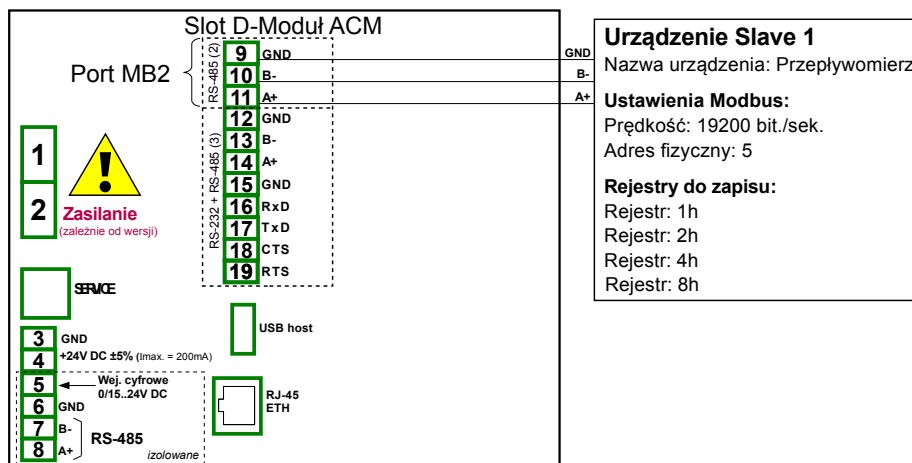 Slot D-Moduł ACM
Port MB2
RS-485 (2)
9 GND
10 B-
11 A+
RS-232 + RS-485 (3)
12 GND
13 B-
14 A+
15 GND
16 RxD
17 TxD
18 CTS
19 RTS
GND
B-
A+
Urządzenie Slave 1
Nazwa urządzenia: Przepływomierz
Ustawienia Modbus:
Prędkość: 19200 bit./sek.
Adres fizyczny: 5
Rejestry do zapisu:
Rejestr: 1h
Rejestr: 2h
Rejestr: 4h
Rejestr: 8h
1
2
!
Zasilanie
(zależnie od wersji)
SERVICE
USB host
RJ-45
ETH
3 GND
4 +24V DC ±5% (Imax. = 200mA)
5 Wej. cyfrowe
0/15..24V DC
6 GND
7 B-
8 A+
RS-485
izolowane